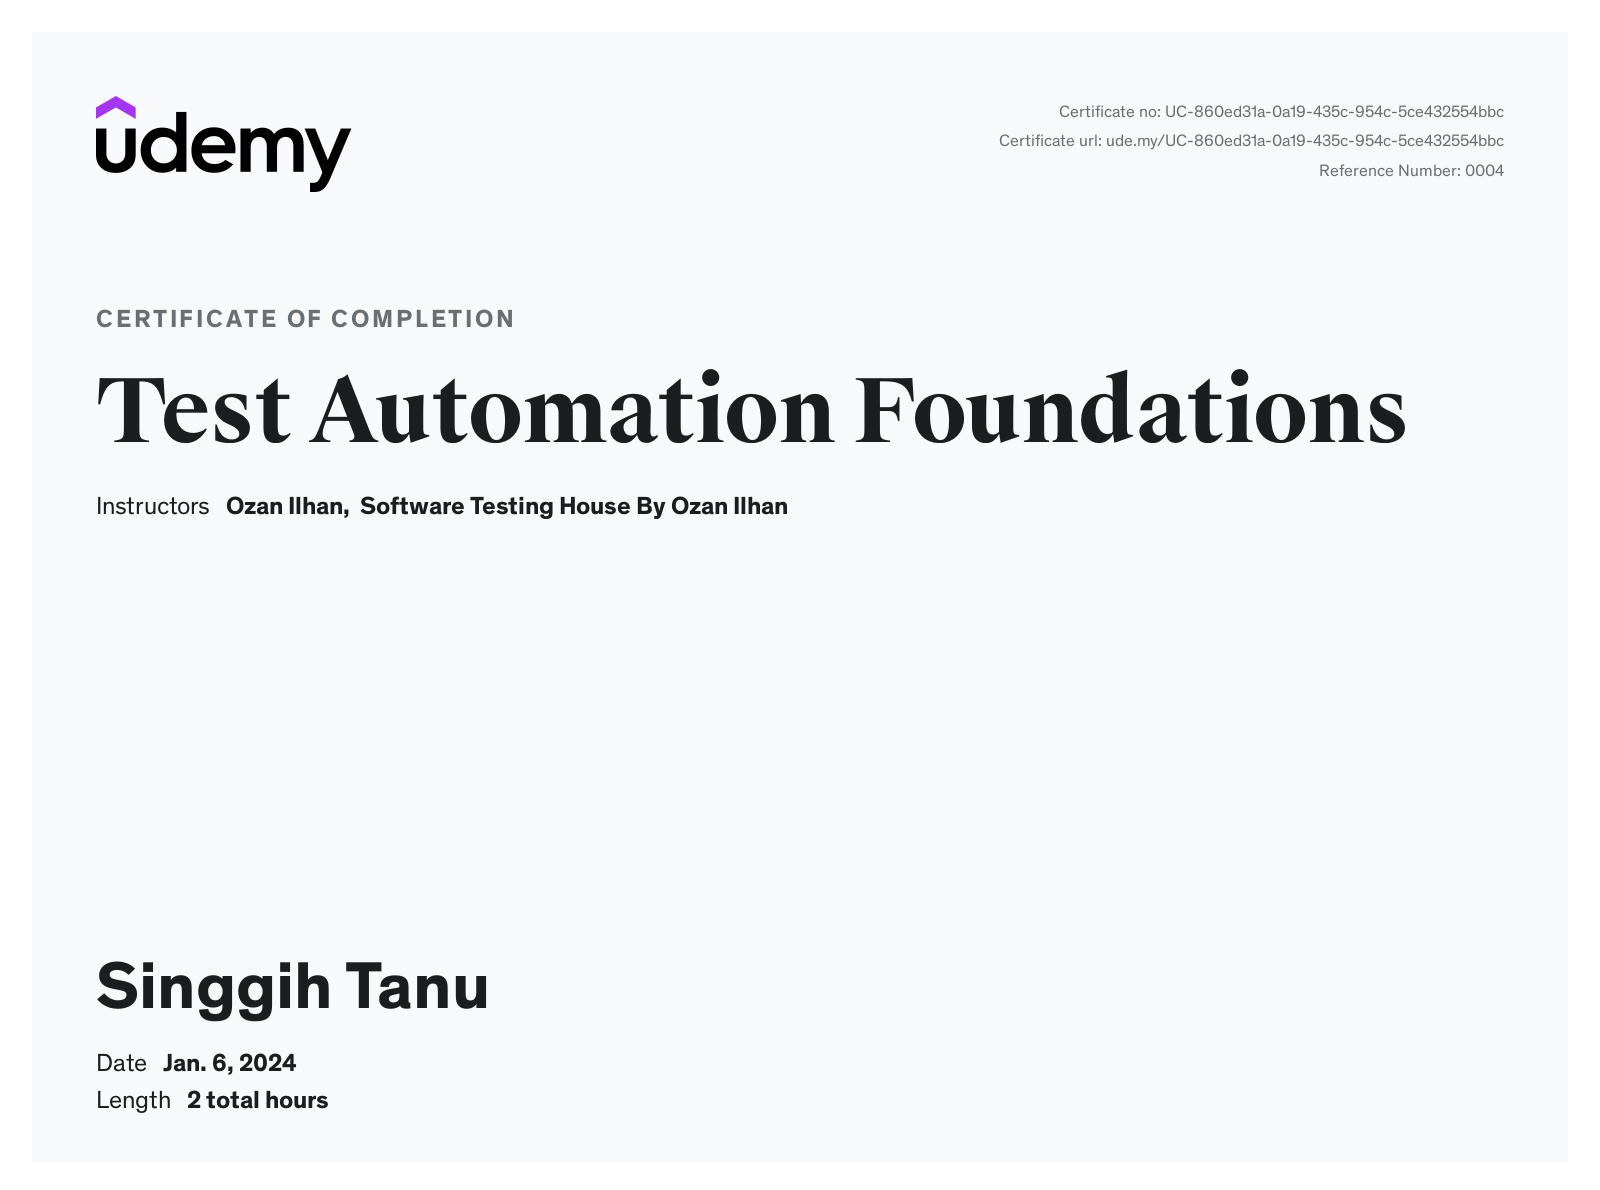 udemy
Certificate no: UC-860ed31a-0a19-435c-954c-5ce432554bbc
Certificate url: ude.my/UC-860ed31a-0a19-435c-954c-5ce432554bbc
Reference Number: 0004
CERTIFICATE OF COMPLETION
Test Automation Foundations
Instructors Ozan Ilhan, Software Testing House By Ozan Ilhan
Singgih Tanu
Date Jan. 6, 2024
Length 2 total hours